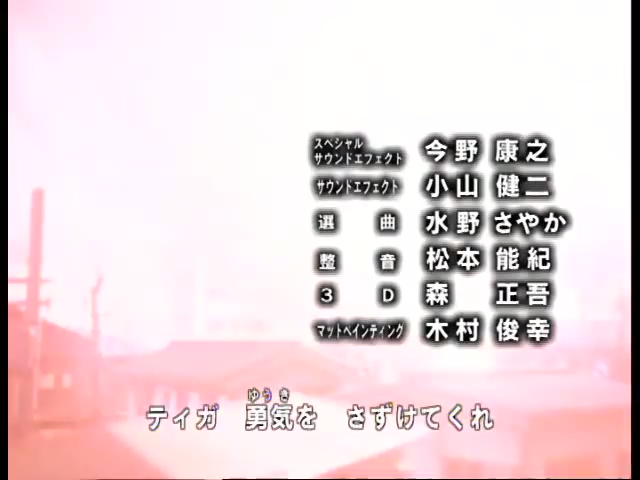 スペシャル
サウンドエフェクト 今野 康之
サウンドエフェクト 小山 健二
選曲 水野 さやか
整音 松本 能紀
3D 森 正吾
マットペインティング 木村 俊幸
ゆうき
ティガ 勇気を さずけてくれ